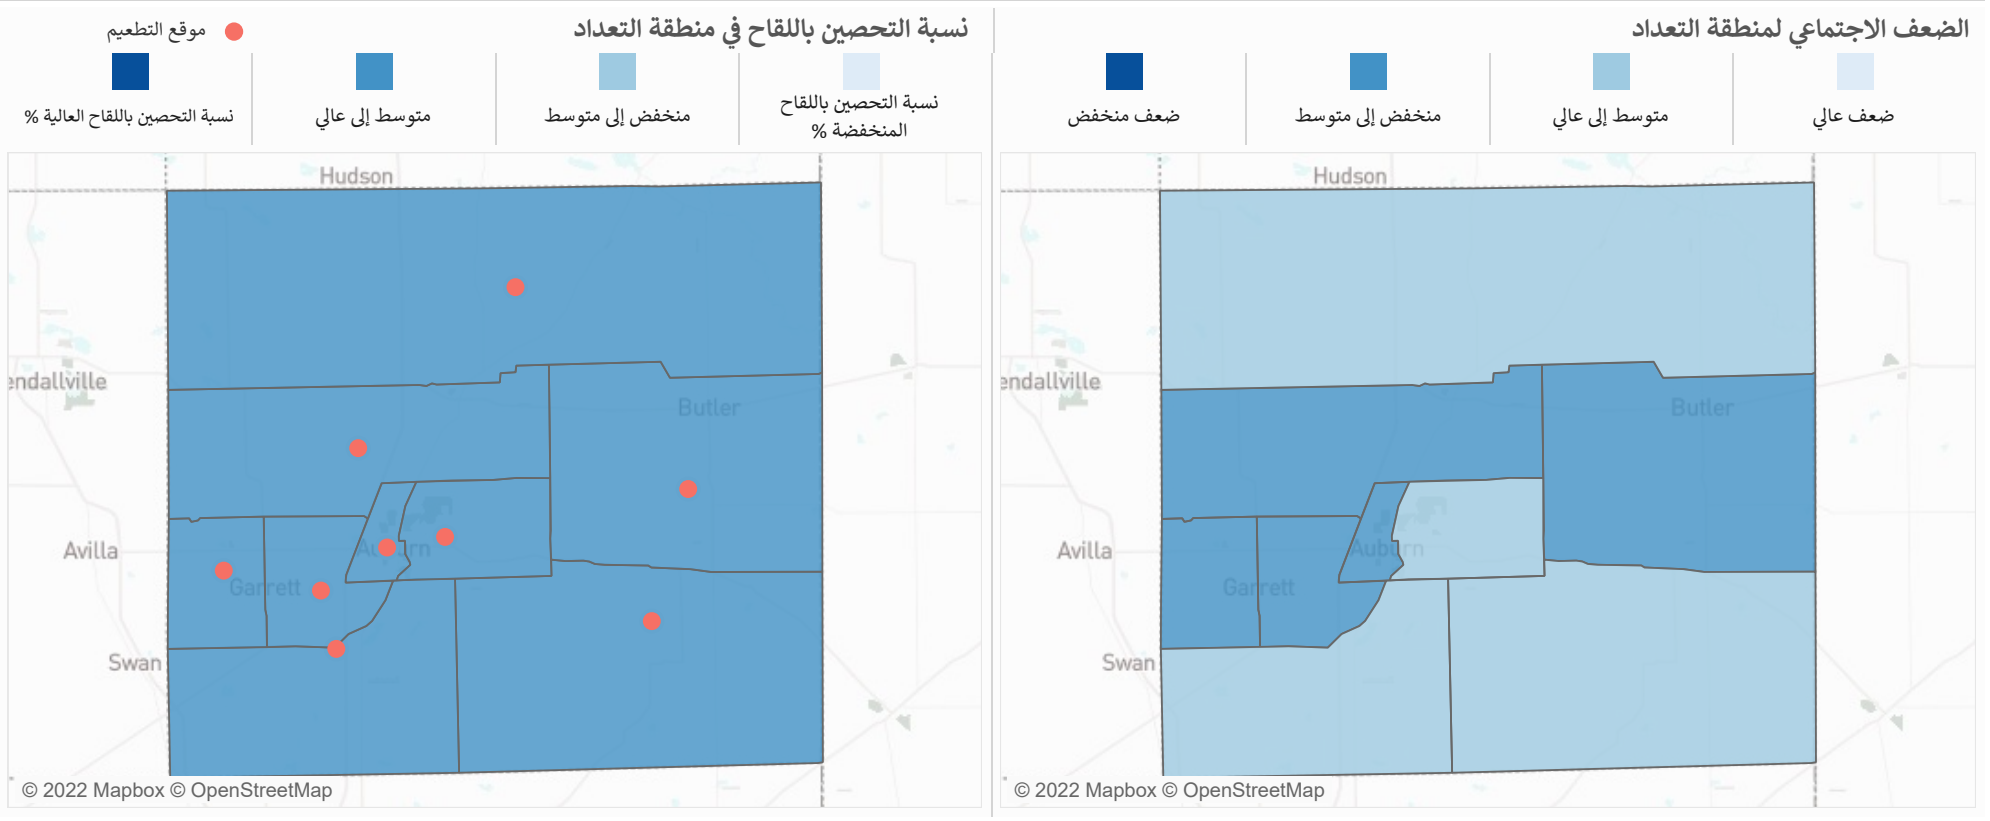 الضعف الاجتماعي لمنطقة التعداد
ضعف عالي
متوسط إلى عالي
منخفض إلى متوسط
ضعف منخفض
Hudson
endallville
Butler
Avilla
Auburn
Garrett
Swan
© 2022 Mapbox © OpenStreetMap
نسبة التحصين باللقاح في منطقة التعداد
موقع التطعيم
نسبة التحصين باللقاح
المنخفضة %
منخفض إلى متوسط
متوسط إلى عالي
نسبة التحصين باللقاح العالية %
Hudson
endallville
Butler
Avilla
Auburn
Garrett
Swan
© 2022 Mapbox © OpenStreetMap